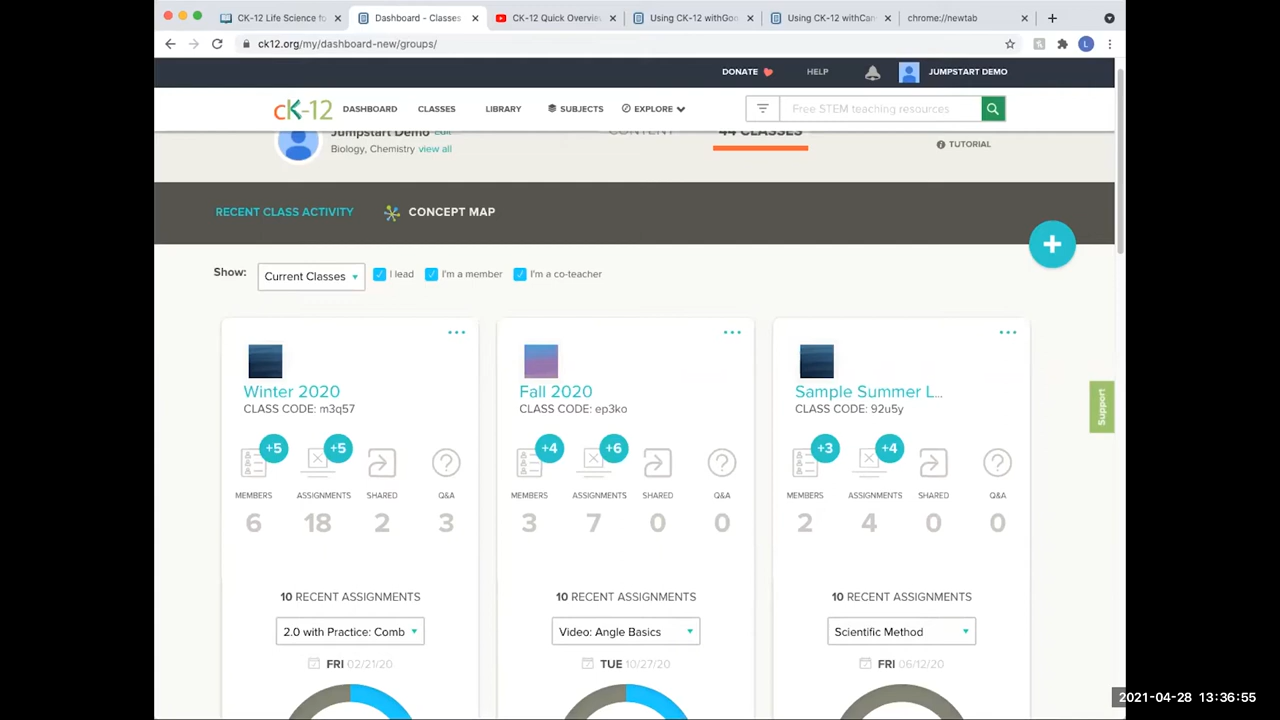 CK-12 Life Science fo
Dashboard - Classes
CK-12 Quick Overview
Using CK-12 withGoo
Using CK-12 withCan
chrome://newtab
ck12.org/my/dashboard-new/groups/
L
DONATE HELP JUMPSTART DEMO
cK-12 DASHBOARD CLASSES LIBRARY SUBJECTS EXPLORE Free STEM teaching resources
Jumpstart Demo Edit CONTENT 44 CLASSES
Biology, Chemistry view all TUTORIAL
RECENT CLASS ACTIVITY CONCEPT MAP
+
Show: Current Classes I lead I'm a member I'm a co-teacher
Winter 2020
CLASS CODE: m3q57
+5 +5
MEMBERS ASSIGNMENTS SHARED Q&A
6 18 2 3
10 RECENT ASSIGNMENTS
2.0 with Practice: Comb
FRI 02/21/20
Fall 2020
CLASS CODE: ep3ko
+4 +6
MEMBERS ASSIGNMENTS SHARED Q&A
3 7 0 0
10 RECENT ASSIGNMENTS
Video: Angle Basics
TUE 10/27/20
Sample Summer L...
CLASS CODE: 92u5y
+3 +4
MEMBERS ASSIGNMENTS SHARED Q&A
2 4 0 0
10 RECENT ASSIGNMENTS
Scientific Method
FRI 06/12/20
Support
2021-04-28 13:36:55